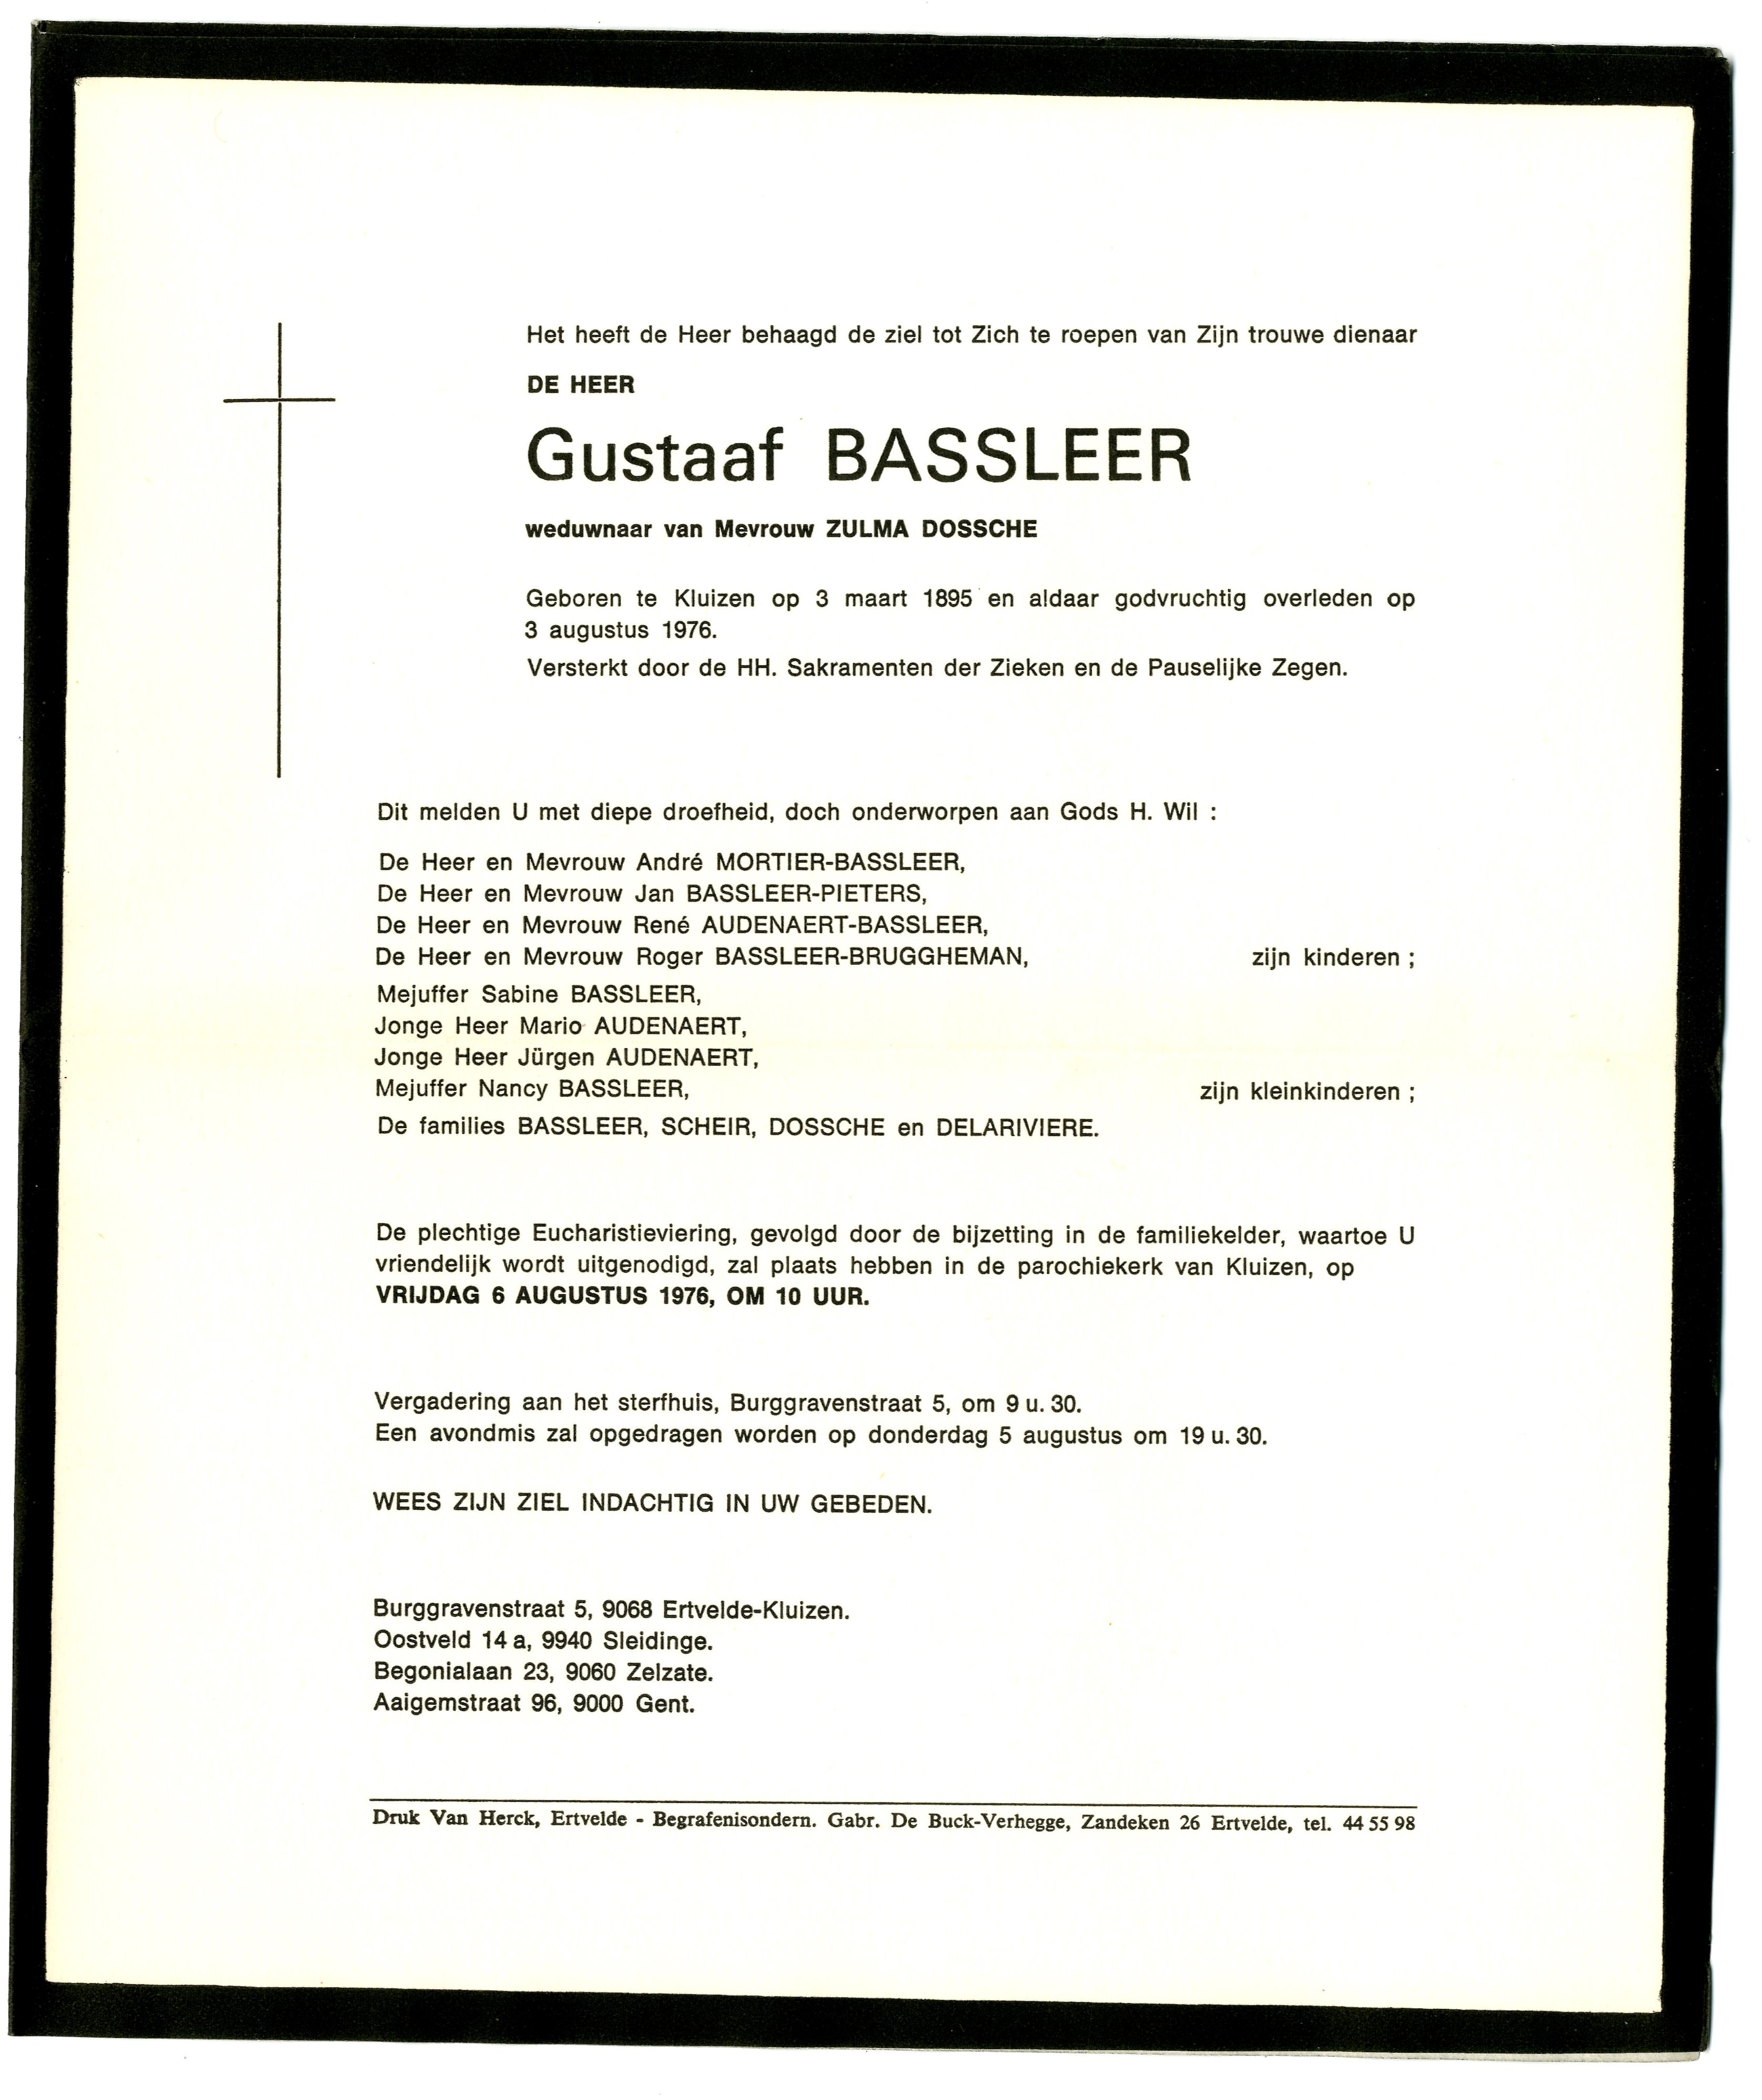 Het heeft de Heer behaagd de ziel tot Zich te roepen van Zijn trouwe dienaar
DE HEER
Gustaaf BASSLEER
weduwnaar van Mevrouw ZULMA DOSSCHE
Geboren te Kluizen op 3 maart 1895 en aldaar godvruchtig overleden op
3 augustus 1976.
Versterkt door de HH. Sakramenten der Zieken en de Pauselijke Zegen.
Dit melden U met diepe droefheid, doch onderworpen aan Gods H. Wil :
De Heer en Mevrouw André MORTIER-BASSLEER,
De Heer en Mevrouw Jan BASSLEER-PIETERS,
De Heer en Mevrouw René AUDENAERT-BASSLEER,
De Heer en Mevrouw Roger BASSLEER-BRUGGHEMAN, zijn kinderen ;
Mejuffer Sabine BASSLEER,
Jonge Heer Mario AUDENAERT,
Jonge Heer Jürgen AUDENAERT,
Mejuffer Nancy BASSLEER, zijn kleinkinderen ;
De families BASSLEER, SCHEIR, DOSSCHE en DELARIVIERE.
De plechtige Eucharistieviering, gevolgd door de bijzetting in de familiekelder, waartoe U
vriendelijk wordt uitgenodigd, zal plaats hebben in de parochiekerk van Kluizen, op
VRIJDAG 6 AUGUSTUS 1976, OM 10 UUR.
Vergadering aan het sterfhuis, Burggravenstraat 5, om 9 u. 30.
Een avondmis zal opgedragen worden op donderdag 5 augustus om 19 u. 30.
WEES ZIJN ZIEL INDACHTIG IN UW GEBEDEN.
Burggravenstraat 5, 9068 Ertvelde-Kluizen.
Oostveld 14 a, 9940 Sleidinge.
Begonialaan 23, 9060 Zelzate.
Aaigemstraat 96, 9000 Gent.
Druk Van Herck, Ertvelde - Begrafenisondern. Gabr. De Buck-Verhegge, Zandeken 26 Ertvelde, tel. 44 55 98